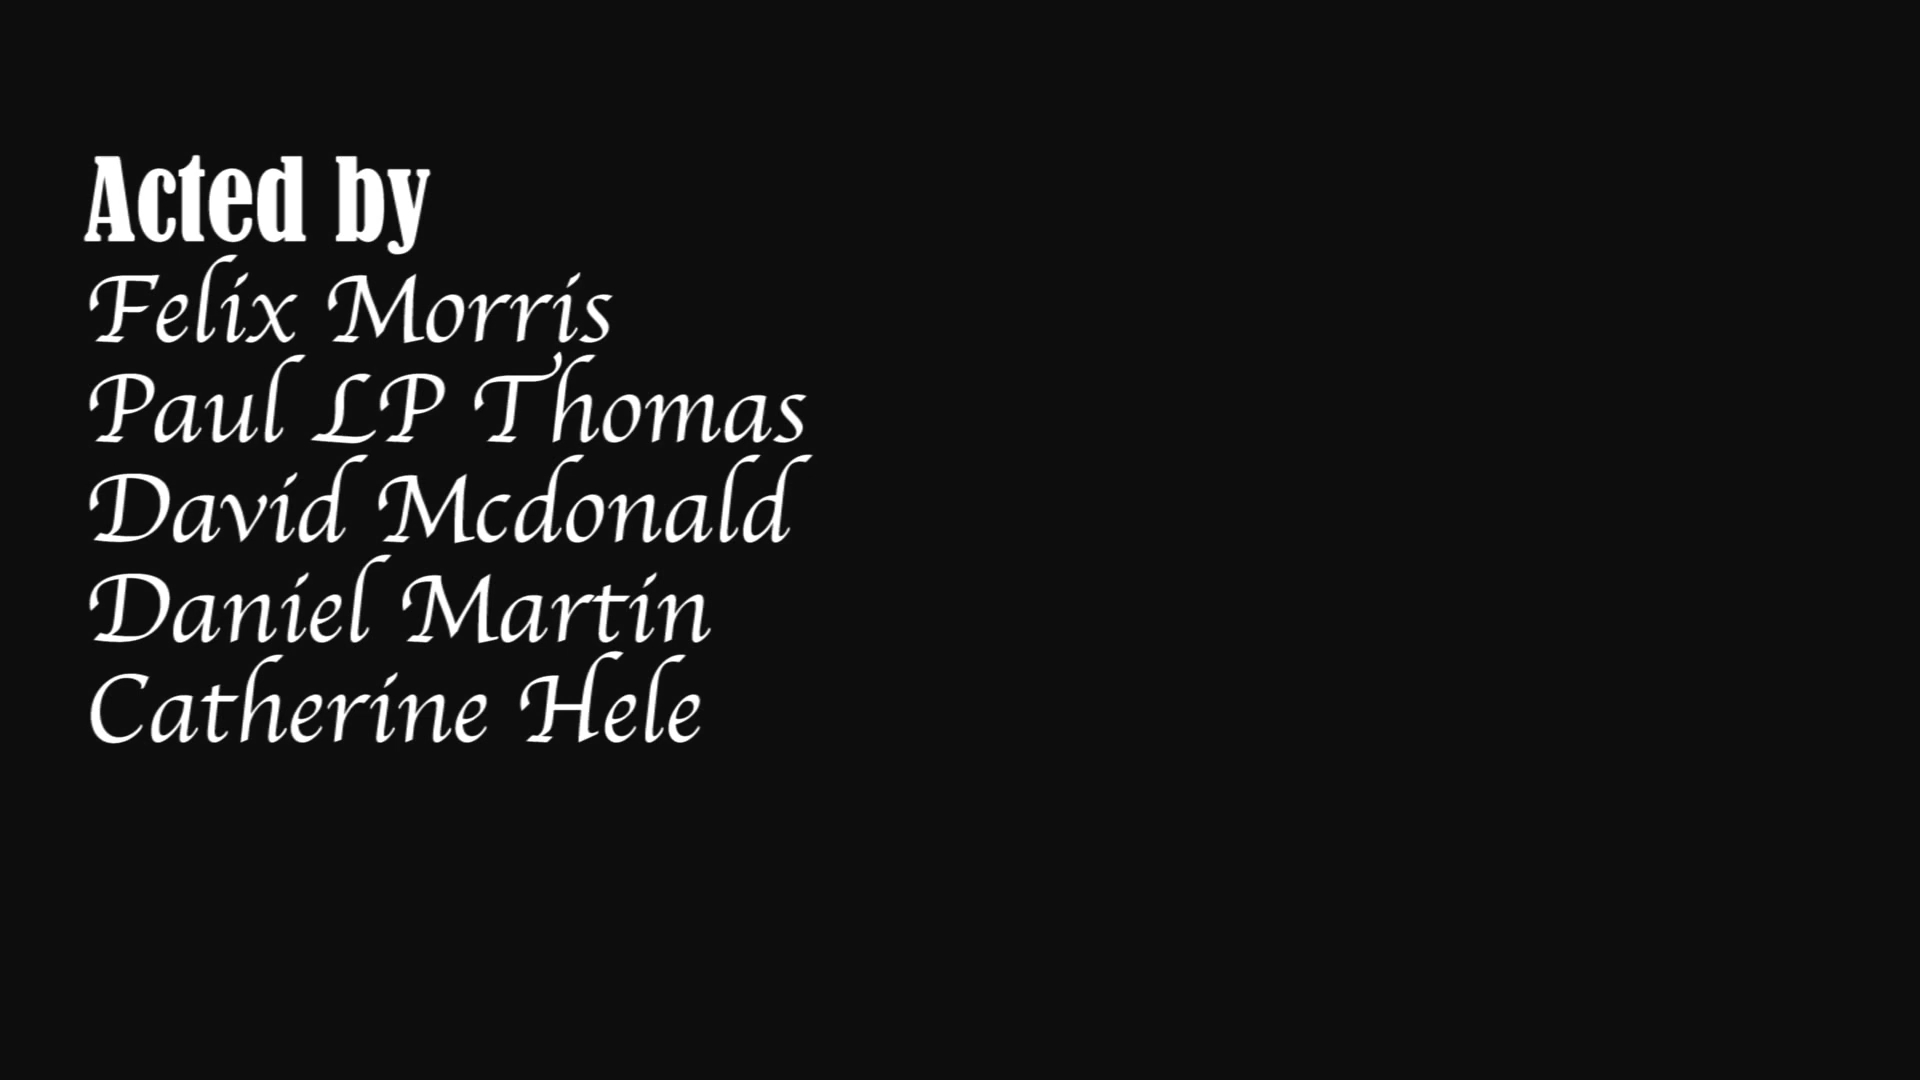 Acted by
Felix Morris
Paul LP Thomas
David Mcdonald
Daniel Martin
Catherine Hele